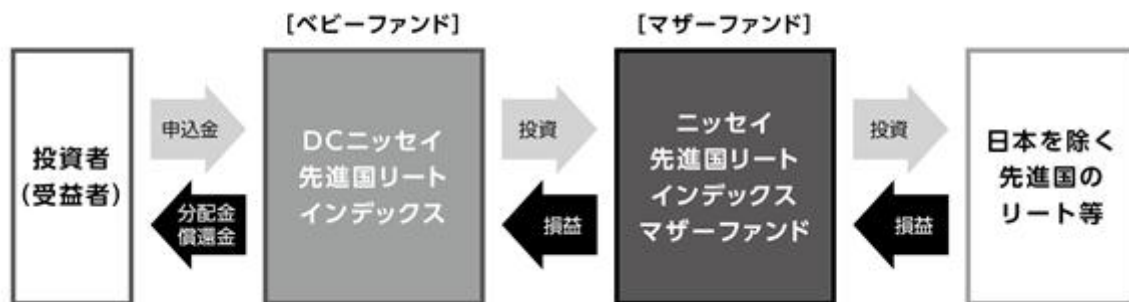 [ベビーファンド]
[マザーファンド]
投資者
(受益者)
申込金
分配金
償還金
DCニッセイ
先進国リート
インデックス
投資
損益
ニッセイ
先進国リート
インデックス
マザーファンド
投資
損益
日本を除く
先進国の
リート等